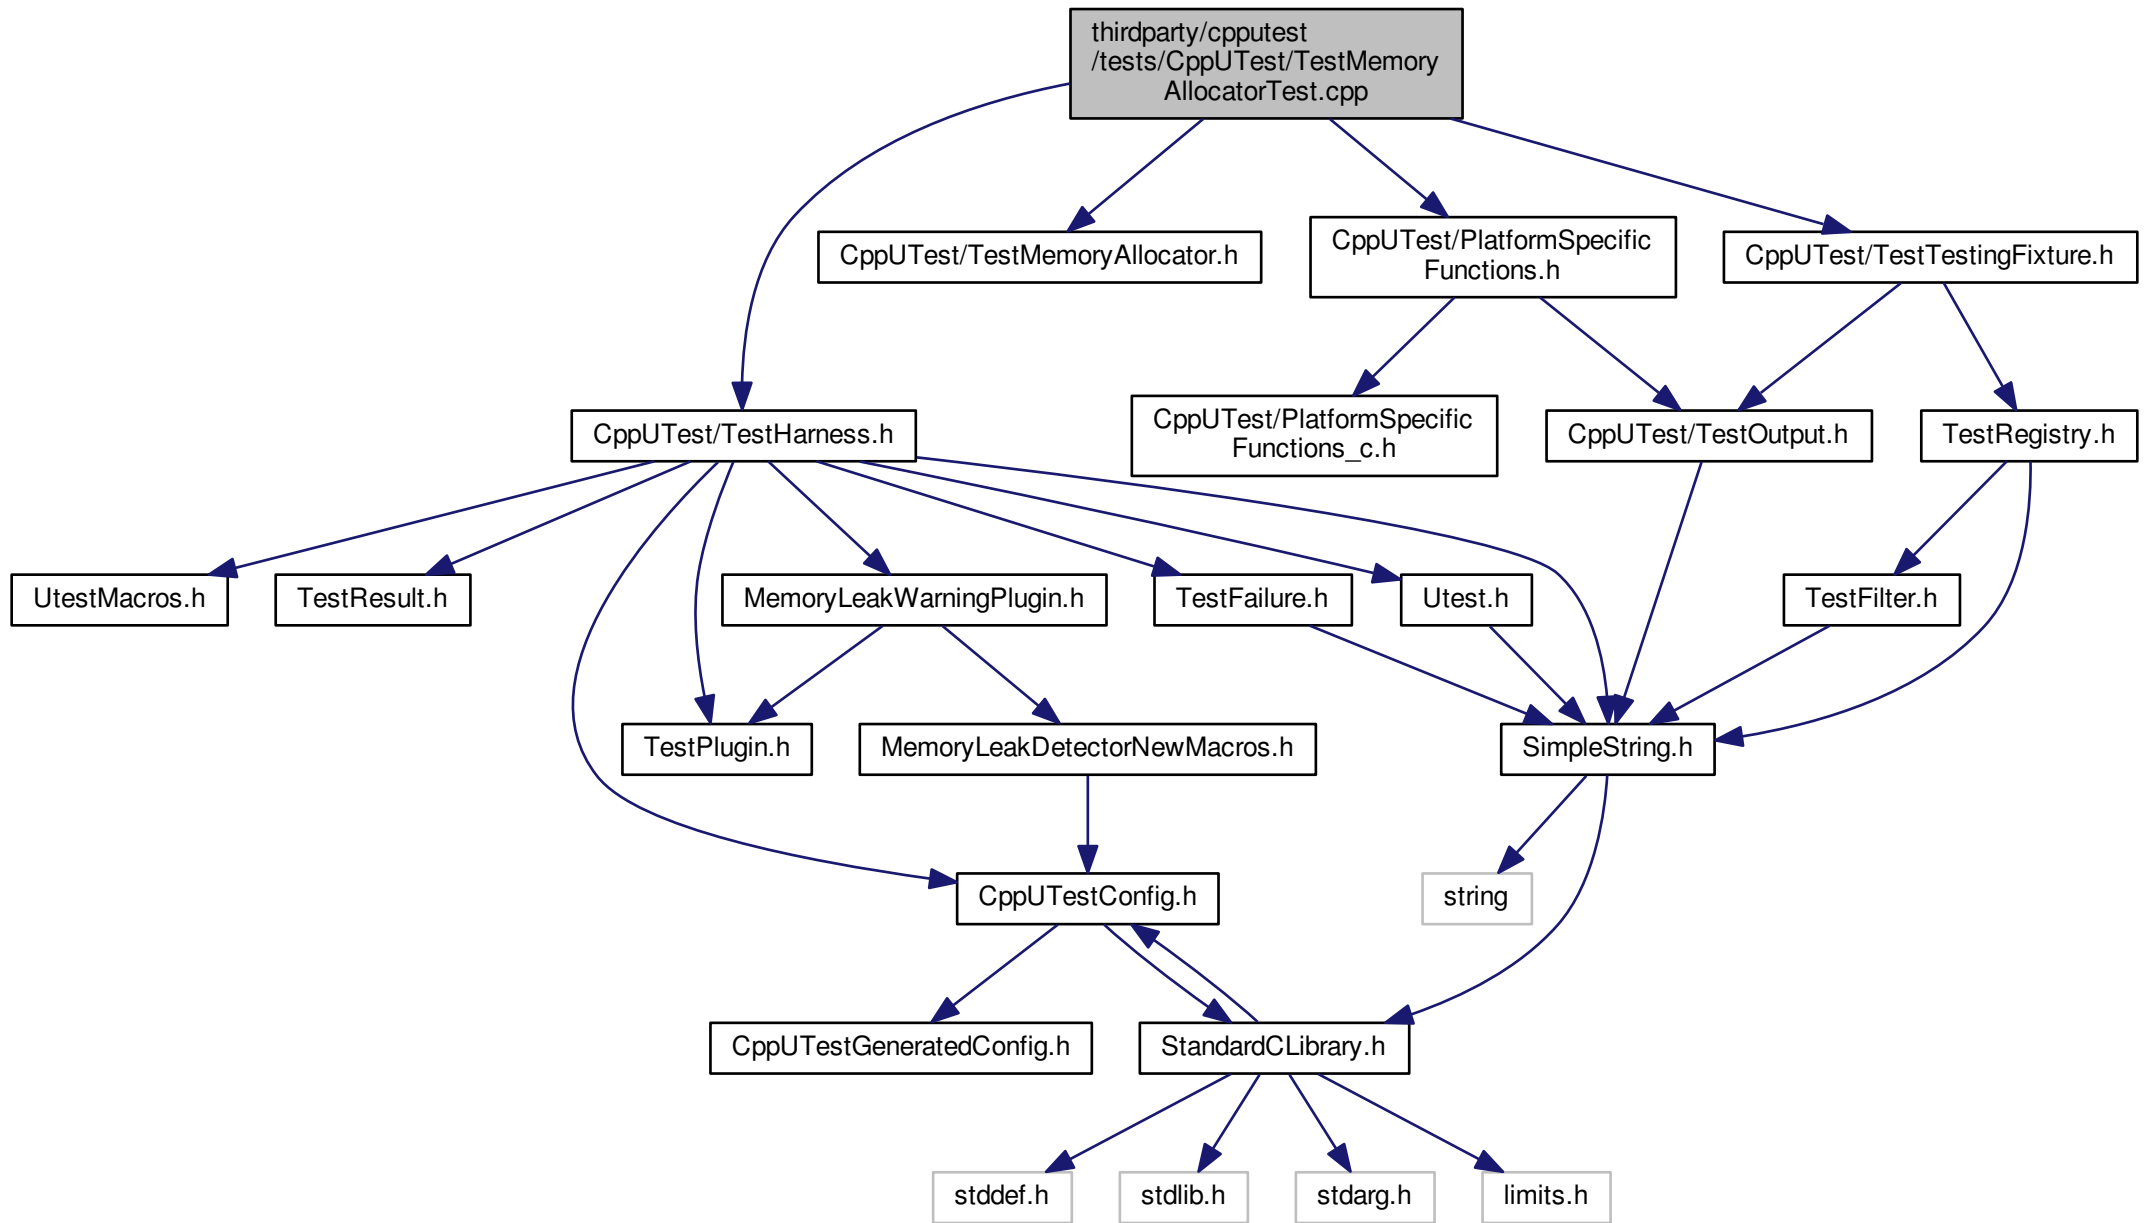 thirdparty/cpputest
/tests/CppUTest/TestMemory
AllocatorTest.cpp
CppUTest/TestMemoryAllocator.h
CppUTest/PlatformSpecific
Functions.h
CppUTest/TestTestingFixture.h
CppUTest/TestHarness.h
CppUTest/PlatformSpecific
Functions_c.h
CppUTest/TestOutput.h
TestRegistry.h
UtestMacros.h
TestResult.h
MemoryLeakWarningPlugin.h
TestFailure.h
Utest.h
TestFilter.h
TestPlugin.h
MemoryLeakDetectorNewMacros.h
SimpleString.h
CppUTestConfig.h
string
CppUTestGeneratedConfig.h
StandardCLibrary.h
stddef.h
stdlib.h
stdarg.h
limits.h